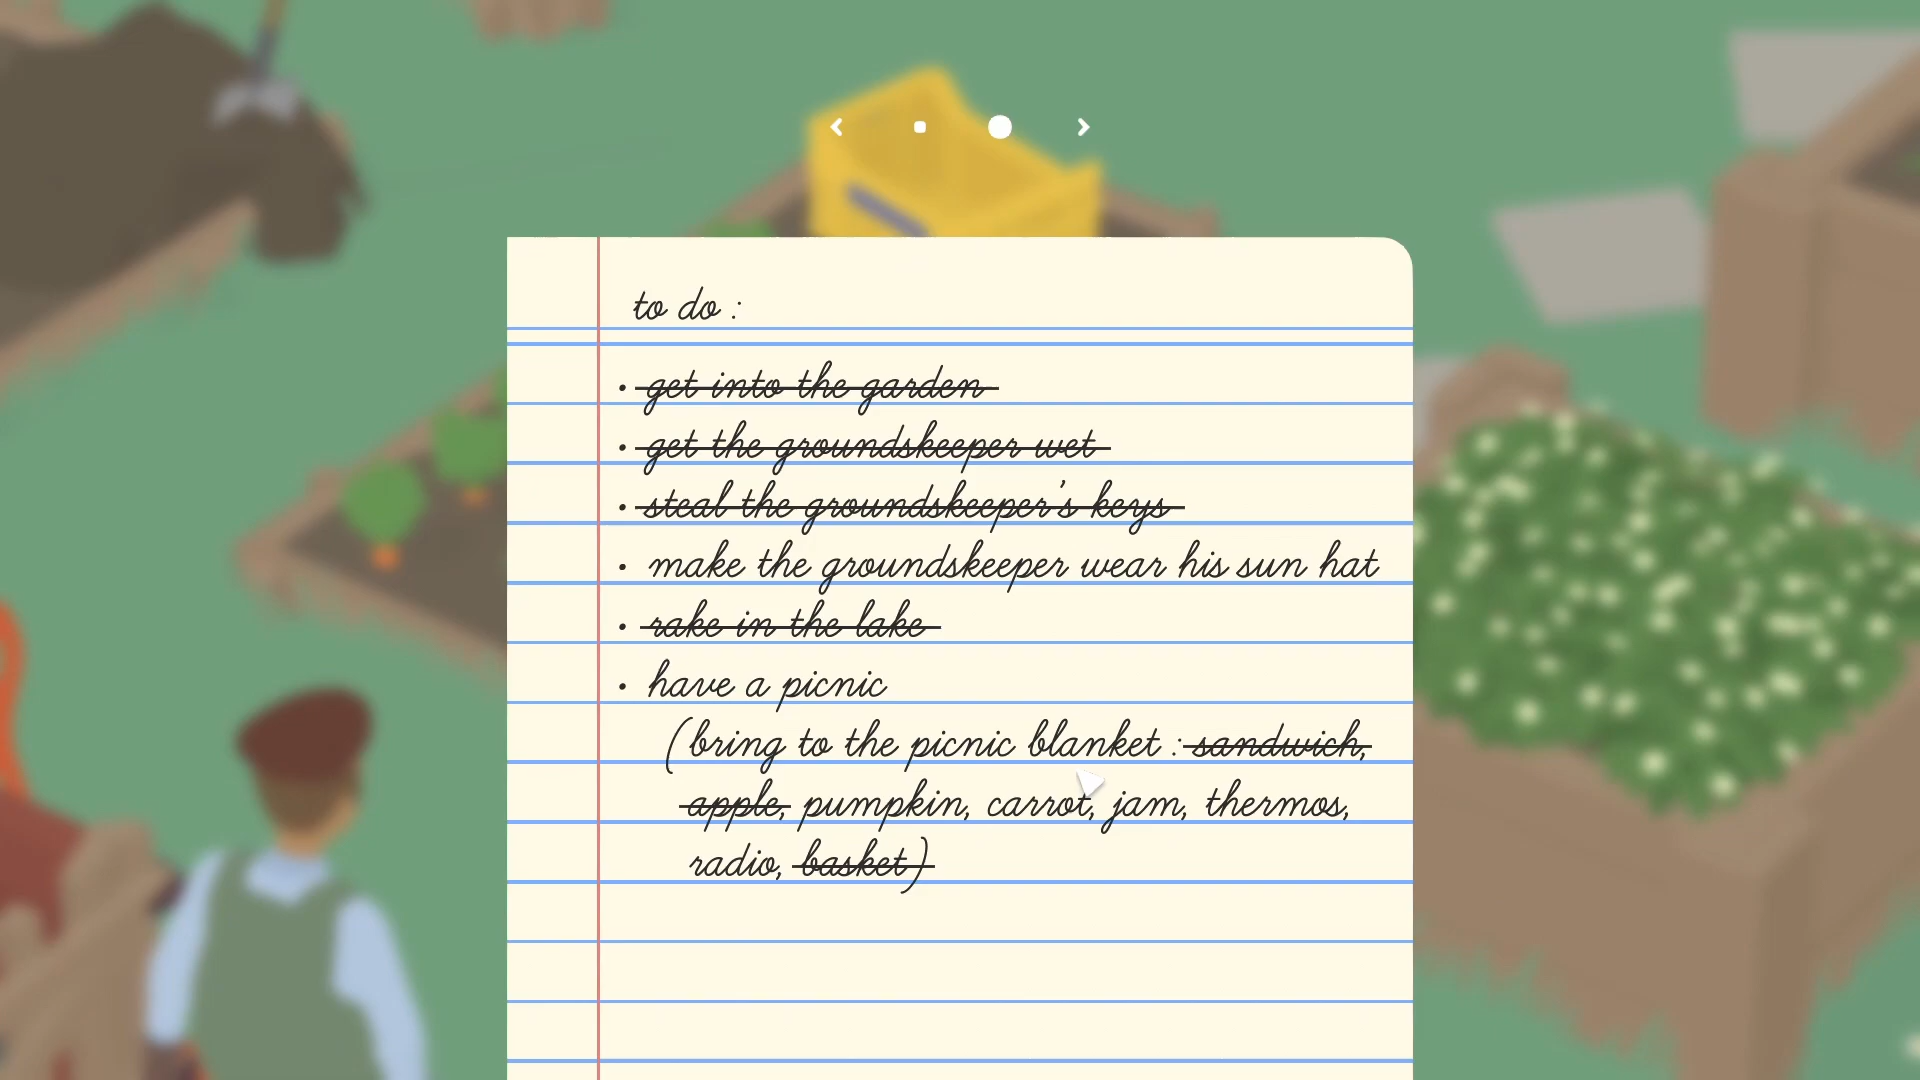 to do :
• get into the garden
• get the groundskeeper wet
• steal the groundskeeper's keys
• make the groundskeeper wear his sun hat
• rake in the lake
• have a picnic
(bring to the picnic blanket : sandwich,
apple, pumpkin, carrot, jam, thermos,
radio, basket)